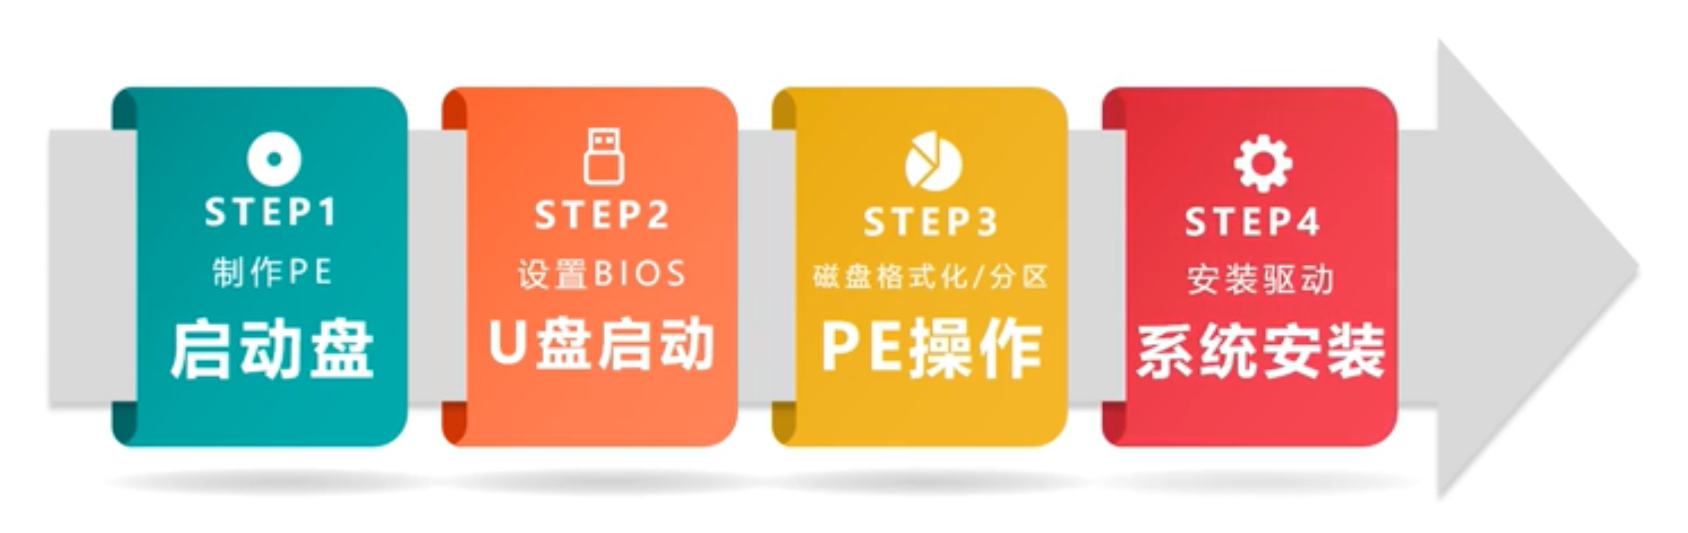 STEP1
制作PE
启动盘
STEP2
设置BIOS
U盘启动
STEP3
磁盘格式化/分区
PE操作
STEP4
安装驱动
系统安装